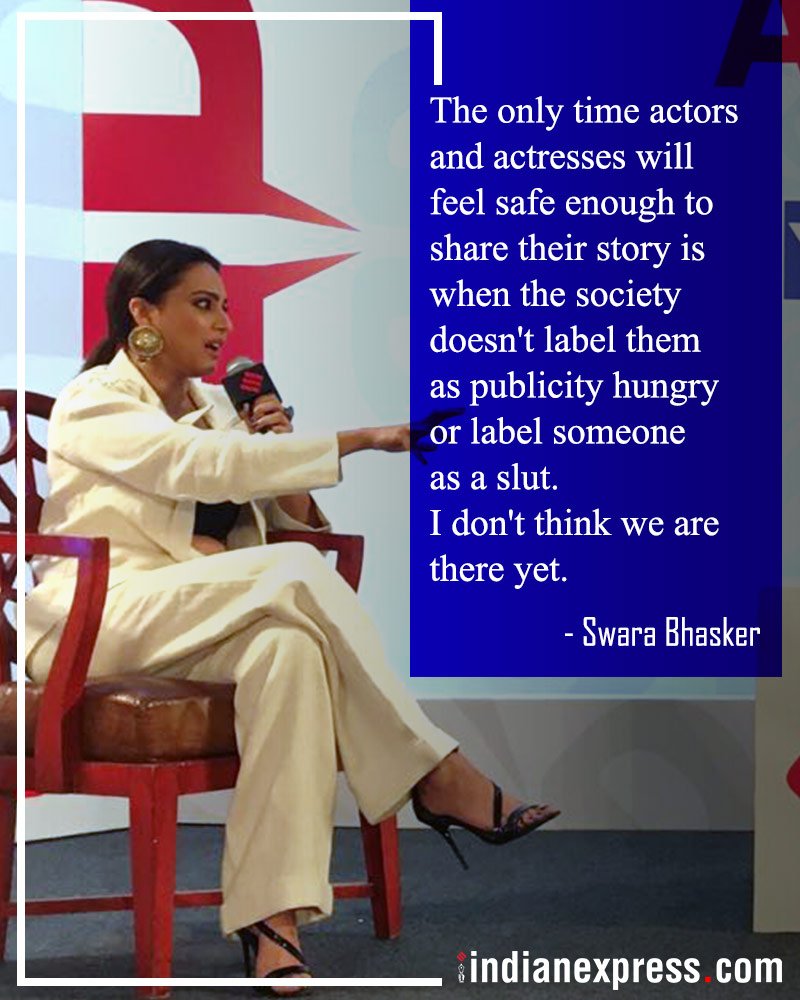 The only time actors
and actresses will
feel safe enough to
share their story is
when the society
doesn't label them
as publicity hungry
or label someone
as a slut.
I don't think we are
there yet.
- Swara Bhasker
indianexpress.com